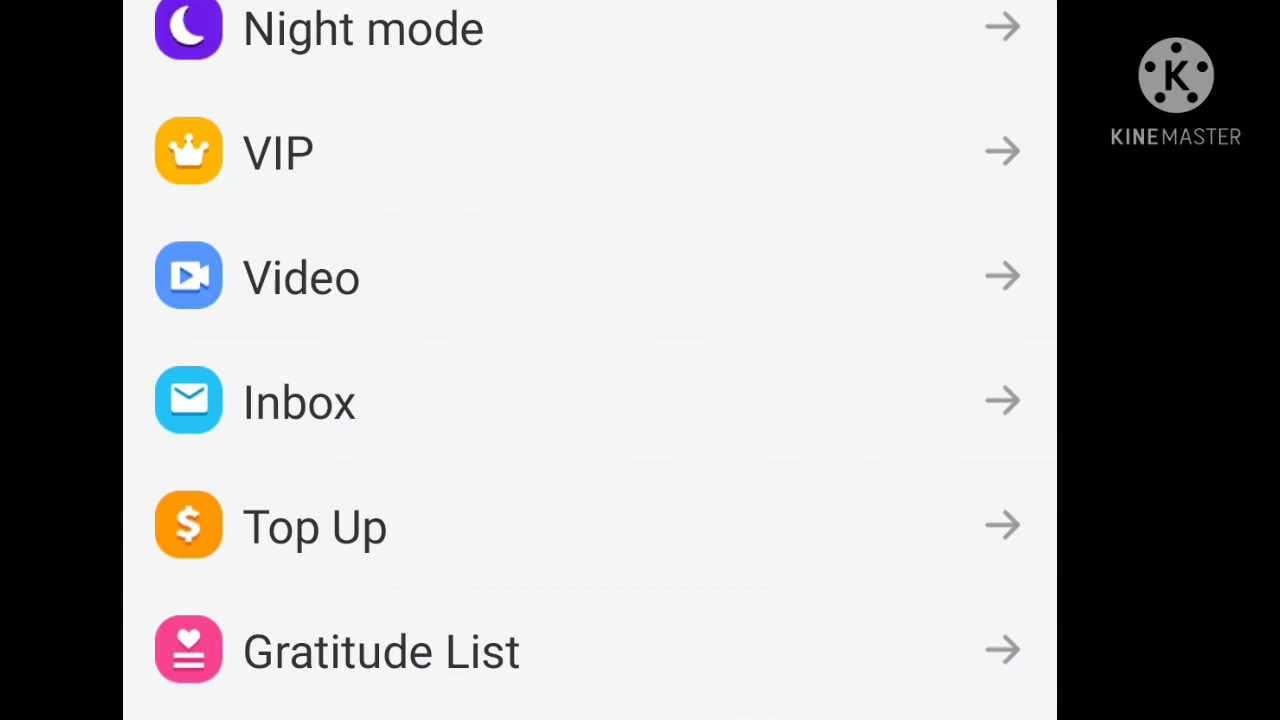 Night mode
VIP
Video
Inbox
Top Up
Gratitude List
K
KINEMASTER